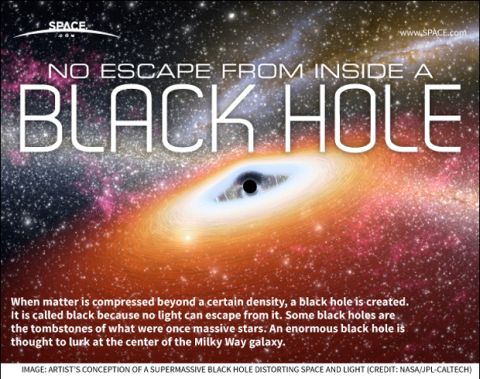 SPACE
.COM
www.SPACE.com
NO ESCAPE FROM INSIDE A
BLACK HOLE
When matter is compressed beyond a certain density, a black hole is created.
It is called black because no light can escape from it. Some black holes are
the tombstones of what were once massive stars. An enormous black hole is
thought to lurk at the center of the Milky Way galaxy.
IMAGE: ARTIST'S CONCEPTION OF A SUPERMASSIVE BLACK HOLE DISTORTING SPACE AND LIGHT (CREDIT: NASA/JPL-CALTECH)